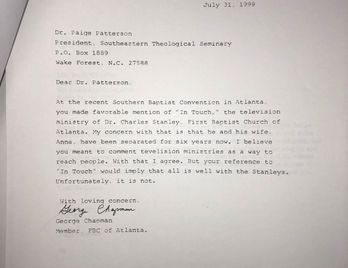 July 31, 1999
Dr. Paige Patterson
President, Southeastern Theological Seminary
P.O. Box 1889
Wake Forest, N.C. 27588
Dear Dr. Patterson,
At the recent Southern Baptist Convention in Atlanta,
you made favorable mention of "In Touch", the television
ministry of Dr. Charles Stanley, First Baptist Church of
Atlanta. My concern with that is that he and his wife,
Anna, have been separated for six years now. I believe
you meant to comment television ministries as a way to
reach people. With that I agree. But your reference to
"In Touch" would imply that all is well with the Stanleys.
Unfortunately, it is not.
With loving concern,
George Chapman
George Chapman
Member, FBC of Atlanta.